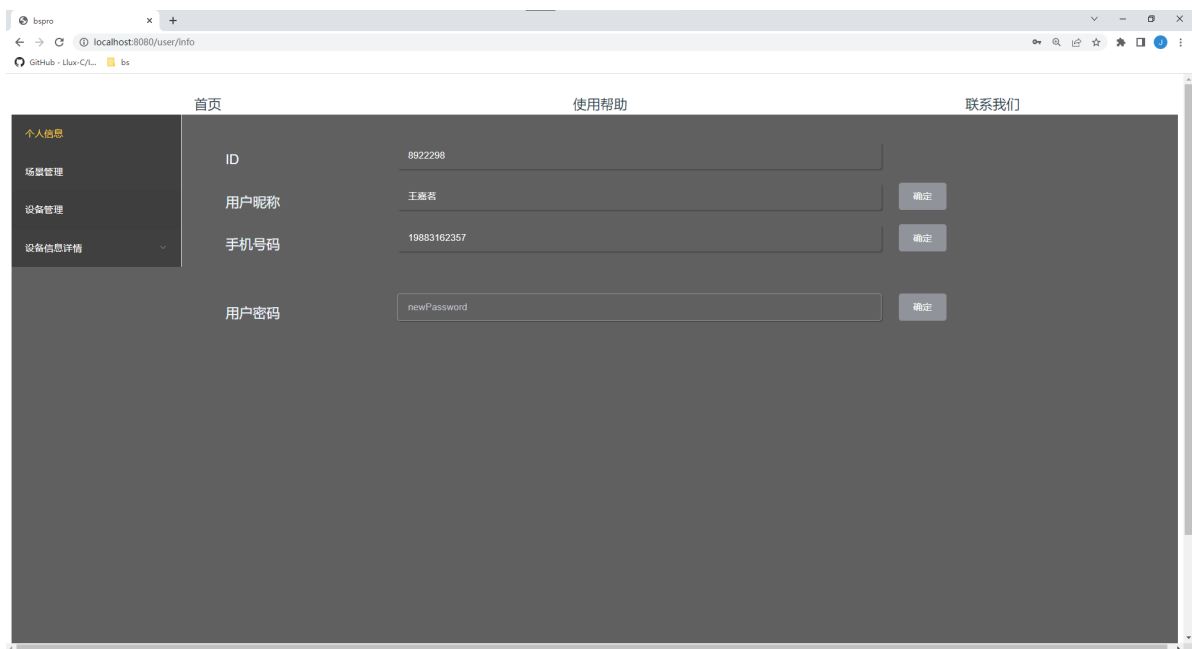 bspro
localhost:8080/user/info
GitHub - Llux-C/I... bs
首页 使用帮助 联系我们
个人信息
场景管理
设备管理
设备信息详情
ID 8922298
用户昵称 王嘉茗 确定
手机号码 19883162357 确定
用户密码 newPassword 确定